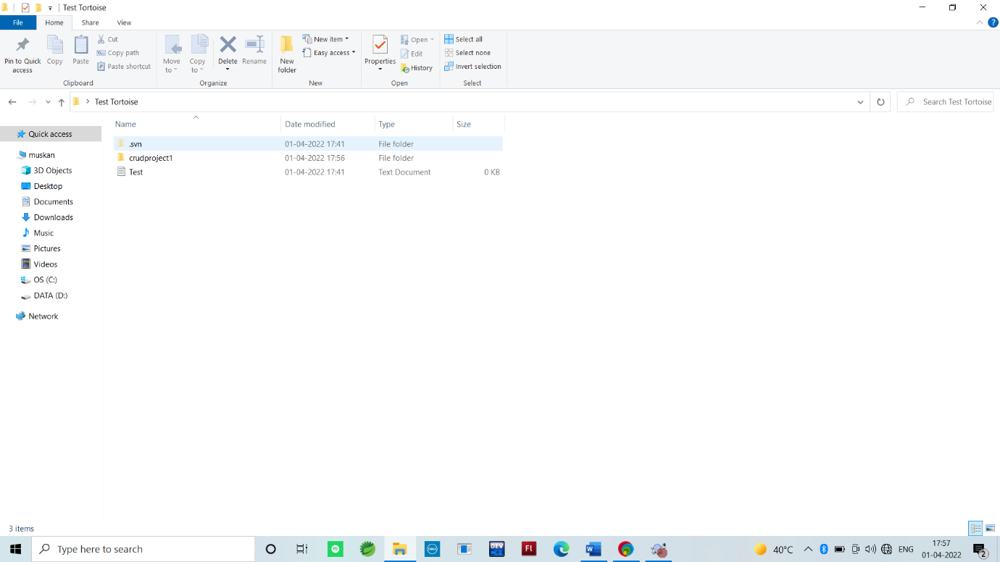 Test Tortoise
File Home Share View
Pin to Quick access
Copy
Paste
Cut
Copy path
Paste shortcut
Clipboard
Move to
Copy to
Delete
Rename
Organize
New folder
New item
Easy access
New
Properties
Open
Edit
History
Open
Select all
Select none
Invert selection
Select
Test Tortoise
Search Test Tortoise
Name Date modified Type Size
.svn 01-04-2022 17:41 File folder
crudproject1 01-04-2022 17:56 File folder
Test 01-04-2022 17:41 Text Document 0 KB
Quick access
muskan
3D Objects
Desktop
Documents
Downloads
Music
Pictures
Videos
OS (C:)
DATA (D:)
Network
3 items
Type here to search
DELL
DEV
Fl
W
40°C
ENG
17:57
01-04-2022
2